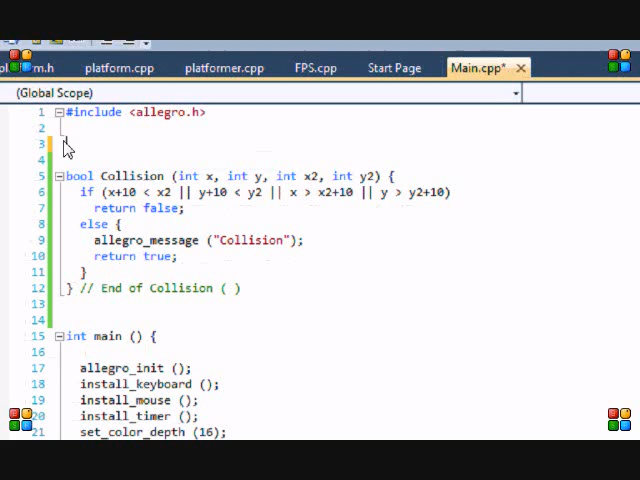 platform.h platform.cpp platformer.cpp FPS.cpp Start Page Main.cpp*
(Global Scope)
1 #include <allegro.h>
2
3
4
5 bool Collision (int x, int y, int x2, int y2) {
6 if (x+10 < x2 || y+10 < y2 || x > x2+10 || y > y2+10)
7 return false;
8 else {
9 allegro_message ("Collision");
10 return true;
11 }
12 } // End of Collision ( )
13
14
15 int main () {
16
17 allegro_init ();
18 install_keyboard ();
19 install_mouse ();
20 install_timer ();
21 set_color_depth (16);